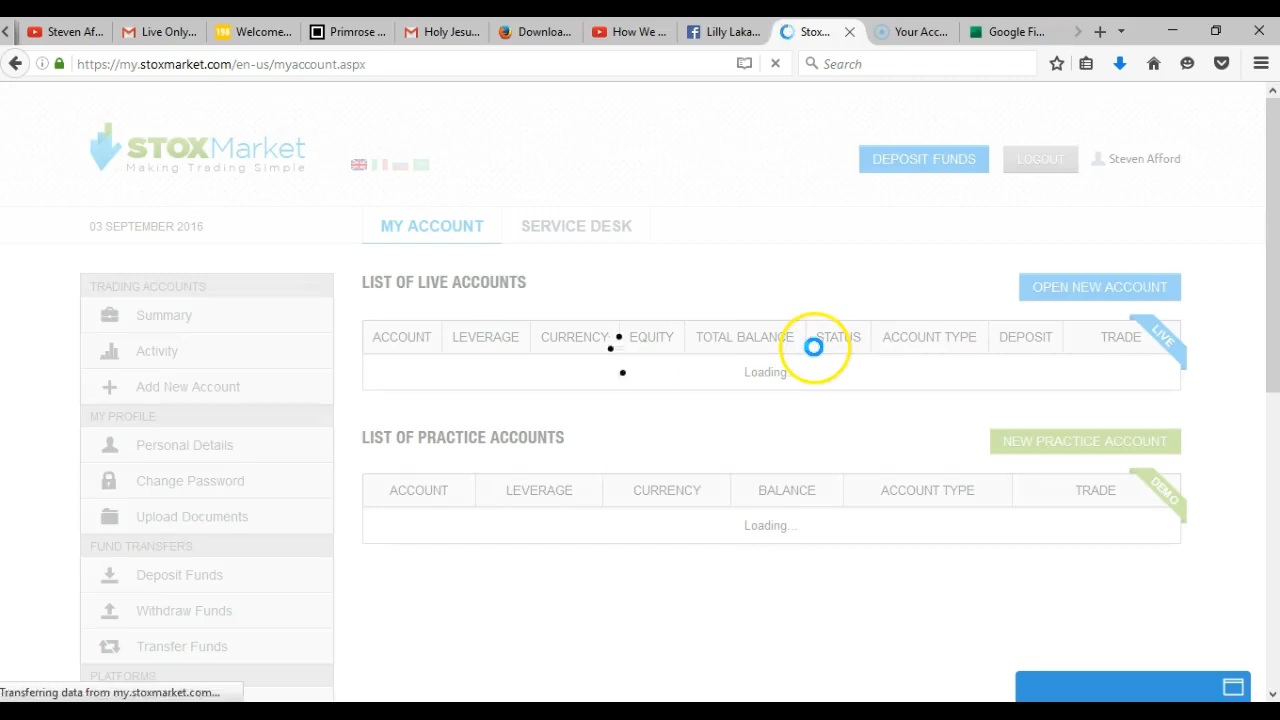 Steven Af...
Live Only...
Welcome...
Primrose ...
Holy Jesu...
Downloa...
How We ...
Lilly Laka...
Stox...
Your Acc...
Google Fi...
https://my.stoxmarket.com/en-us/myaccount.aspx
Search
STOXMarket
Making Trading Simple
DEPOSIT FUNDS
LOGOUT
Steven Afford
03 SEPTEMBER 2016
MY ACCOUNT
SERVICE DESK
TRADING ACCOUNTS
Summary
Activity
Add New Account
MY PROFILE
Personal Details
Change Password
Upload Documents
FUND TRANSFERS
Deposit Funds
Withdraw Funds
Transfer Funds
PLATFORMS
LIST OF LIVE ACCOUNTS
OPEN NEW ACCOUNT
ACCOUNT LEVERAGE CURRENCY EQUITY TOTAL BALANCE STATUS ACCOUNT TYPE DEPOSIT TRADE
LIVE
Loading...
LIST OF PRACTICE ACCOUNTS
NEW PRACTICE ACCOUNT
ACCOUNT LEVERAGE CURRENCY BALANCE ACCOUNT TYPE TRADE
DEMO
Loading...
Transferring data from my.stoxmarket.com...